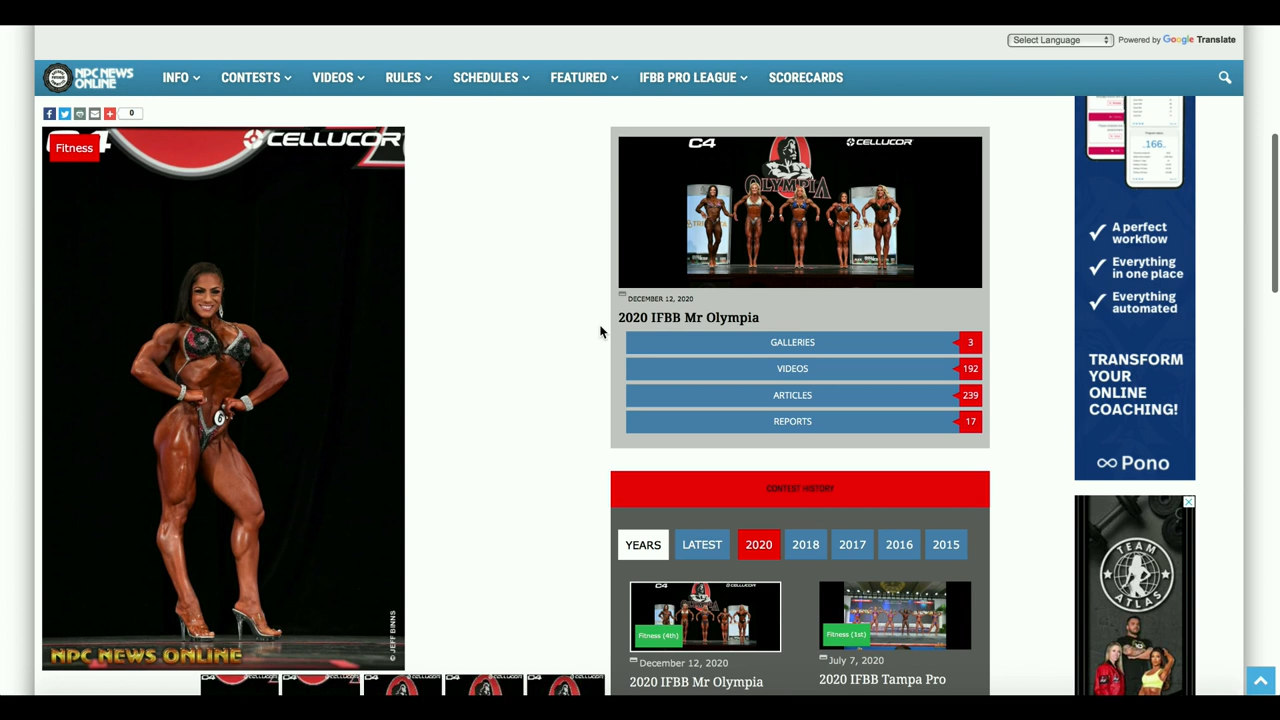 Select Language
Powered by Google Translate
NPC NEWS ONLINE
INFO
CONTESTS
VIDEOS
RULES
SCHEDULES
FEATURED
IFBB PRO LEAGUE
SCORECARDS
0
C4
CELLUCOR
Fitness
6
© JEFF BINNS
NPC NEWS ONLINE
C4
CELLUCOR
OLYMPIA
DECEMBER 12, 2020
2020 IFBB Mr Olympia
GALLERIES 3
VIDEOS 192
ARTICLES 239
REPORTS 17
CONTEST HISTORY
YEARS
LATEST
2020
2018
2017
2016
2015
C4
CELLUCOR
Fitness (4th)
December 12, 2020
2020 IFBB Mr Olympia
Fitness (1st)
July 7, 2020
2020 IFBB Tampa Pro
166
A perfect
workflow
Everything
in one place
Everything
automated
TRANSFORM
YOUR
ONLINE
COACHING!
Pono
TEAM
ATLAS